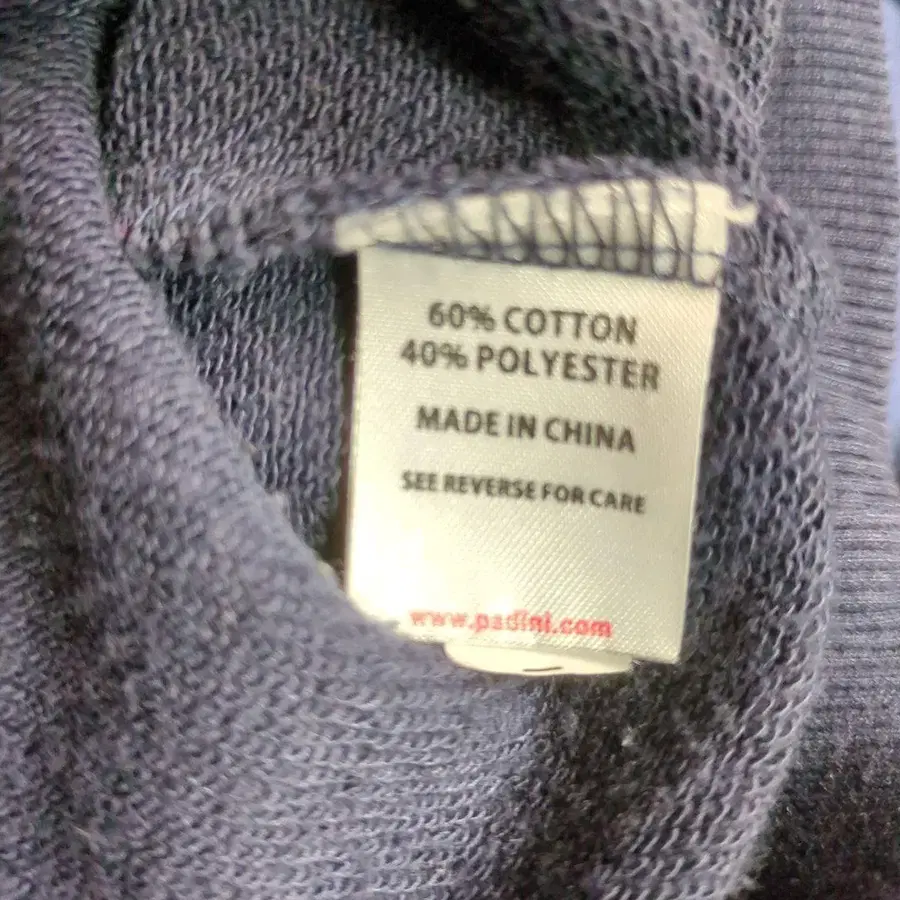 60% COTTON
40% POLYESTER
MADE IN CHINA
SEE REVERSE FOR CARE
www.padini.com